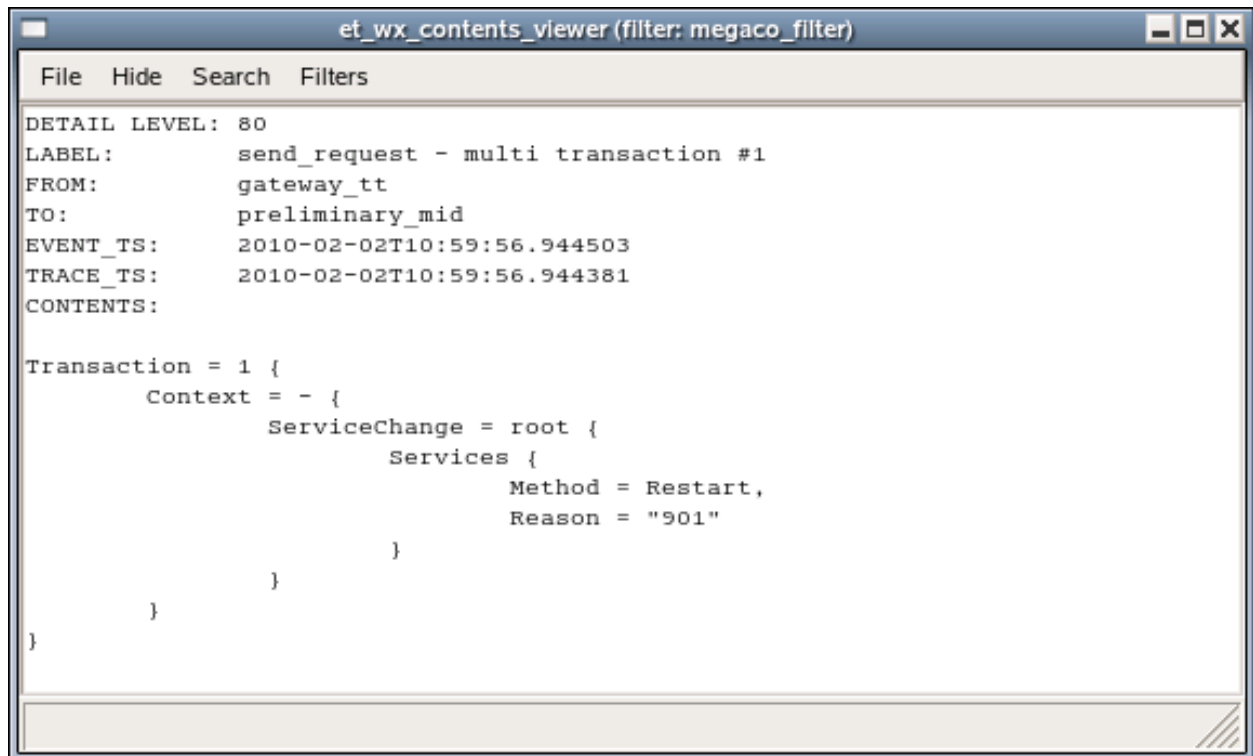 et_wx_contents_viewer (filter: megaco_filter)
File Hide Search Filters
DETAIL LEVEL: 80
LABEL:        send_request - multi transaction #1
FROM:         gateway_tt
TO:           preliminary_mid
EVENT_TS:     2010-02-02T10:59:56.944503
TRACE_TS:     2010-02-02T10:59:56.944381
CONTENTS:

Transaction = 1 {
        Context = - {
                ServiceChange = root {
                        Services {
                                Method = Restart,
                                Reason = "901"
                        }
                }
        }
}